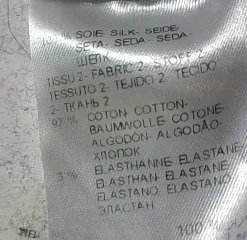 % SOIE- SILK- SEIDE-
SETA- SEDA- SEDA-
ШЕЛК
TISSU 2- FABRIC 2- STOFF 2-
TESSUTO 2- TEJIDO 2- TECIDO
2- ТКАНЬ 2
97 % COTON- COTTON-
BAUMWOLLE- COTONE-
ALGODÓN- ALGODÃO-
ХЛОПОК
3 % ELASTHANNE- ELASTANE-
ELASTHAN- ELASTANE-
ELASTANO- ELASTANO-
ЭЛАСТАН
100